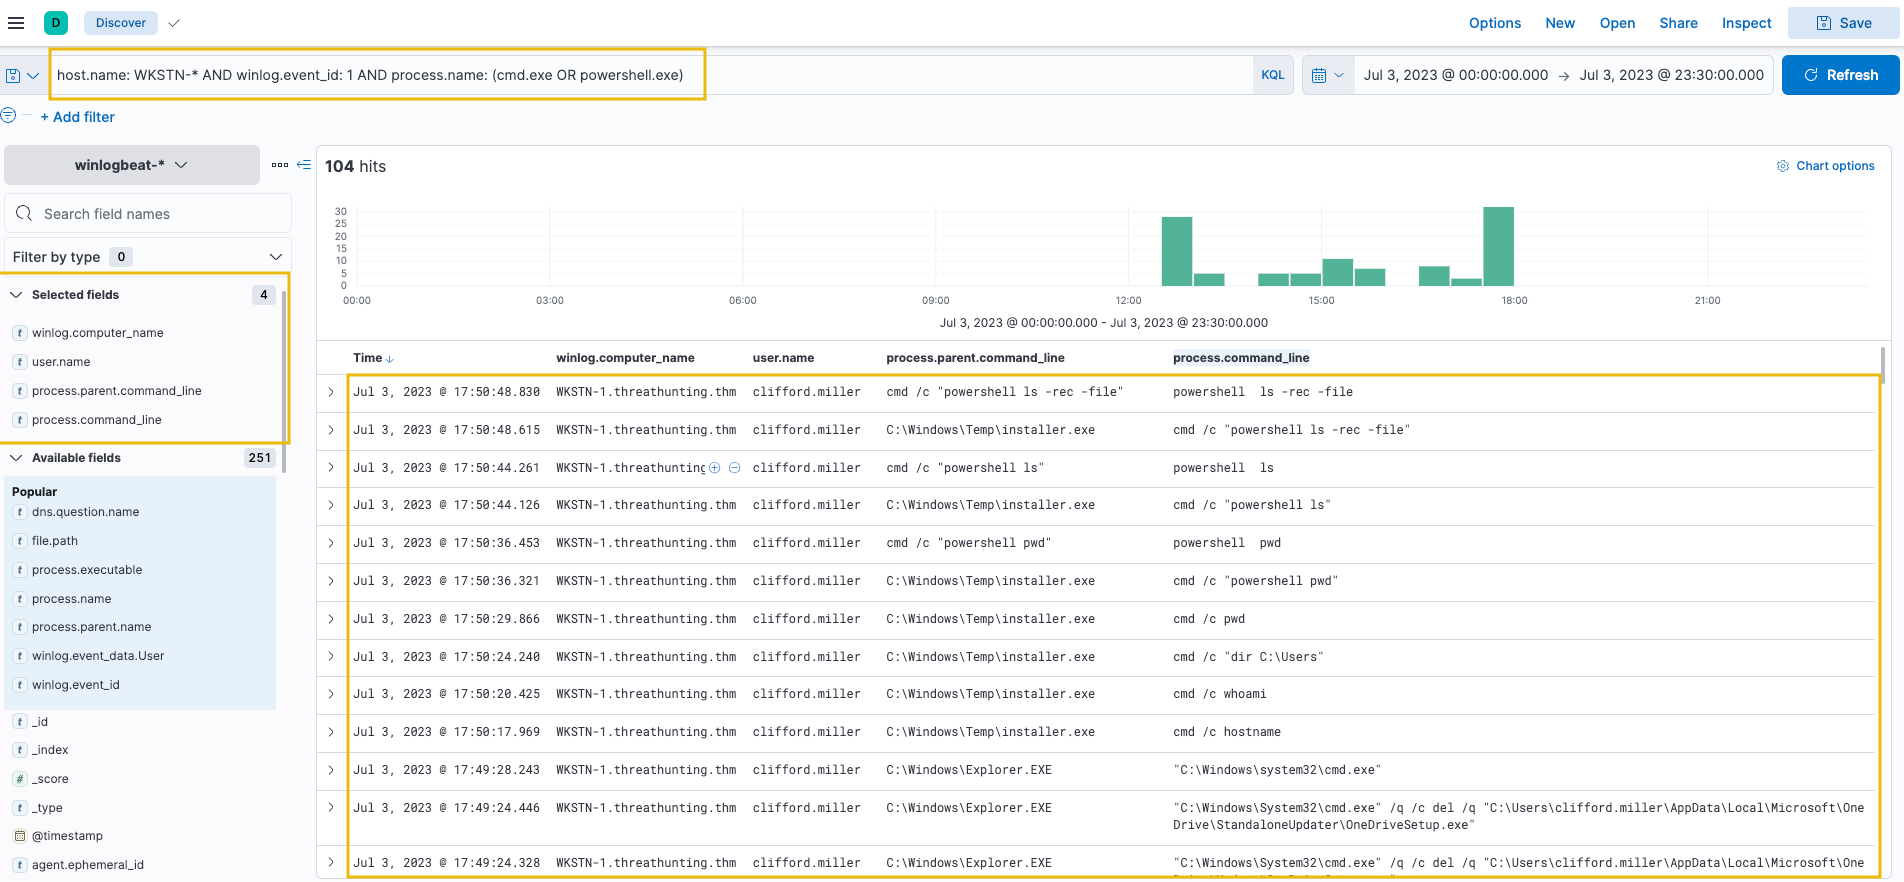 D Discover Options New Open Share Inspect Save
host.name: WKSTN-* AND winlog.event_id: 1 AND process.name: (cmd.exe OR powershell.exe) KQL Jul 3, 2023 @ 00:00:00.000 → Jul 3, 2023 @ 23:30:00.000 Refresh
+ Add filter
winlogbeat-*
Search field names
Filter by type 0
Selected fields 4
t winlog.computer_name
t user.name
t process.parent.command_line
t process.command_line
Available fields 251
Popular
t dns.question.name
t file.path
t process.executable
t process.name
t process.parent.name
t winlog.event_data.User
t winlog.event_id
t _id
t _index
# _score
t _type
@timestamp
t agent.ephemeral_id
104 hits Chart options
30
25
20
15
10
5
0
00:00 03:00 06:00 09:00 12:00 15:00 18:00 21:00
Jul 3, 2023 @ 00:00:00.000 - Jul 3, 2023 @ 23:30:00.000
Time ↓ winlog.computer_name user.name process.parent.command_line process.command_line
Jul 3, 2023 @ 17:50:48.830 WKSTN-1.threathunting.thm clifford.miller cmd /c "powershell ls -rec -file" powershell  ls -rec -file
Jul 3, 2023 @ 17:50:48.615 WKSTN-1.threathunting.thm clifford.miller C:\Windows\Temp\installer.exe cmd /c "powershell ls -rec -file"
Jul 3, 2023 @ 17:50:44.261 WKSTN-1.threathunting clifford.miller cmd /c "powershell ls" powershell  ls
Jul 3, 2023 @ 17:50:44.126 WKSTN-1.threathunting.thm clifford.miller C:\Windows\Temp\installer.exe cmd /c "powershell ls"
Jul 3, 2023 @ 17:50:36.453 WKSTN-1.threathunting.thm clifford.miller cmd /c "powershell pwd" powershell  pwd
Jul 3, 2023 @ 17:50:36.321 WKSTN-1.threathunting.thm clifford.miller C:\Windows\Temp\installer.exe cmd /c "powershell pwd"
Jul 3, 2023 @ 17:50:29.866 WKSTN-1.threathunting.thm clifford.miller C:\Windows\Temp\installer.exe cmd /c pwd
Jul 3, 2023 @ 17:50:24.240 WKSTN-1.threathunting.thm clifford.miller C:\Windows\Temp\installer.exe cmd /c "dir C:\Users"
Jul 3, 2023 @ 17:50:20.425 WKSTN-1.threathunting.thm clifford.miller C:\Windows\Temp\installer.exe cmd /c whoami
Jul 3, 2023 @ 17:50:17.969 WKSTN-1.threathunting.thm clifford.miller C:\Windows\Temp\installer.exe cmd /c hostname
Jul 3, 2023 @ 17:49:28.243 WKSTN-1.threathunting.thm clifford.miller C:\Windows\Explorer.EXE "C:\Windows\system32\cmd.exe"
Jul 3, 2023 @ 17:49:24.446 WKSTN-1.threathunting.thm clifford.miller C:\Windows\Explorer.EXE "C:\Windows\System32\cmd.exe" /q /c del /q "C:\Users\clifford.miller\AppData\Local\Microsoft\One
Drive\StandaloneUpdater\OneDriveSetup.exe"
Jul 3, 2023 @ 17:49:24.328 WKSTN-1.threathunting.thm clifford.miller C:\Windows\Explorer.EXE "C:\Windows\System32\cmd.exe" /q /c del /q "C:\Users\clifford.miller\AppData\Local\Microsoft\One